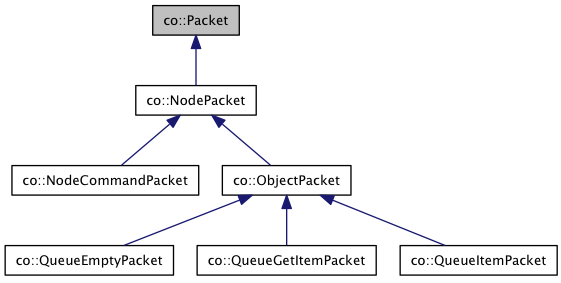 co::Packet
co::NodePacket
co::NodeCommandPacket
co::ObjectPacket
co::QueueEmptyPacket
co::QueueGetItemPacket
co::QueueItemPacket